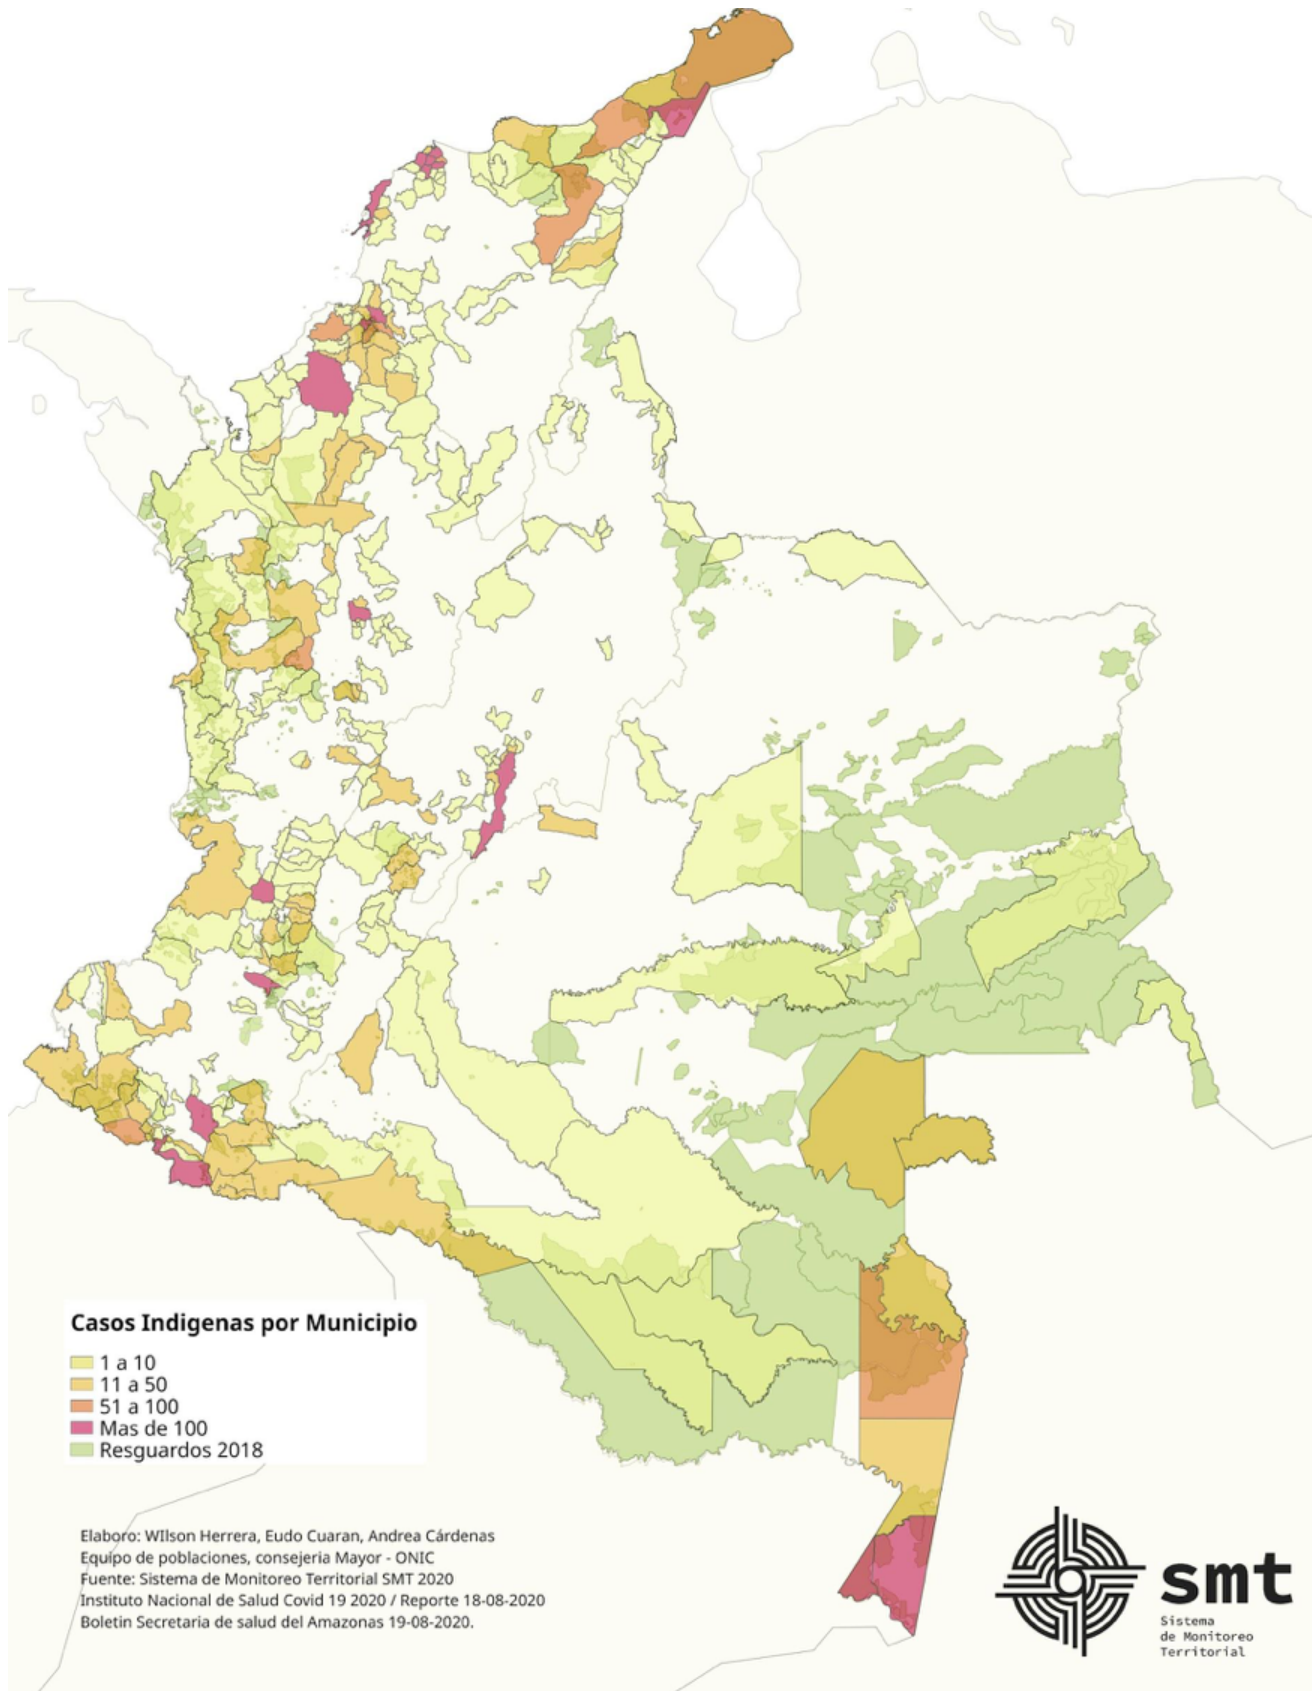 Casos Indigenas por Municipio
1 a 10
11 a 50
51 a 100
Mas de 100
Resguardos 2018
Elaboro: WIlson Herrera, Eudo Cuaran, Andrea Cárdenas
Equipo de poblaciones, consejeria Mayor - ONIC
Fuente: Sistema de Monitoreo Territorial SMT 2020
Instituto Nacional de Salud Covid 19 2020 / Reporte 18-08-2020
Boletin Secretaria de salud del Amazonas 19-08-2020.
smt
Sistema
de Monitoreo
Territorial